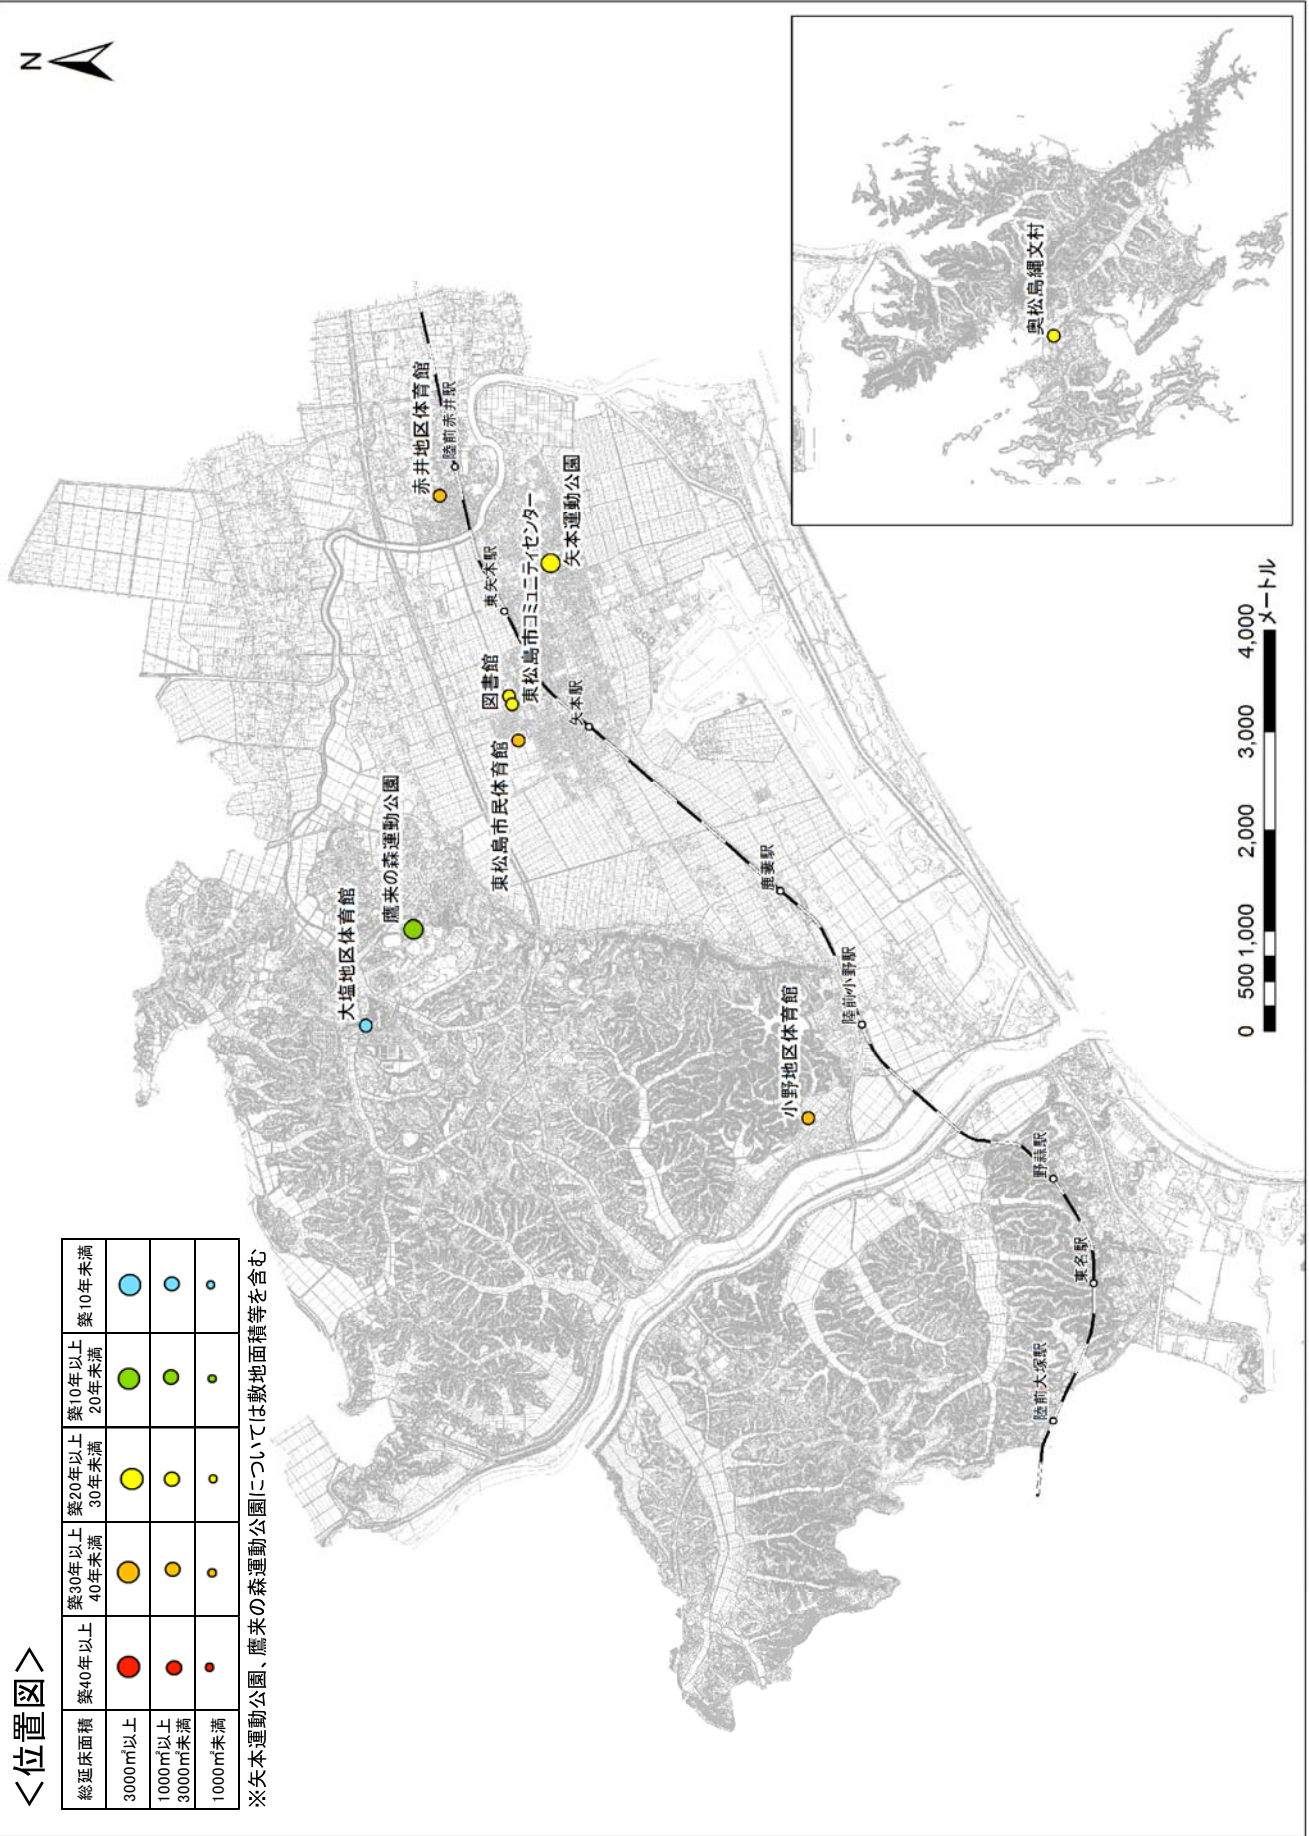 ＜位置図＞
総延床面積 築40年以上 築30年以上 築20年以上 築10年以上 築10年未満
40年未満 30年未満 20年未満
3000㎡以上
1000㎡以上
3000㎡未満
1000㎡未満
※矢本運動公園、鷹来の森運動公園については敷地面積等を含む
N
大塩地区体育館
鷹来の森運動公園
赤井地区体育館
陸前赤井駅
東矢本駅
図書館
東松島市コミュニティセンター
矢本運動公園
東松島市民体育館
矢本駅
鹿妻駅
小野地区体育館
陸前小野駅
野蒜駅
東名駅
陸前大塚駅
奥松島縄文村
0 500 1,000 2,000 3,000 4,000
メートル